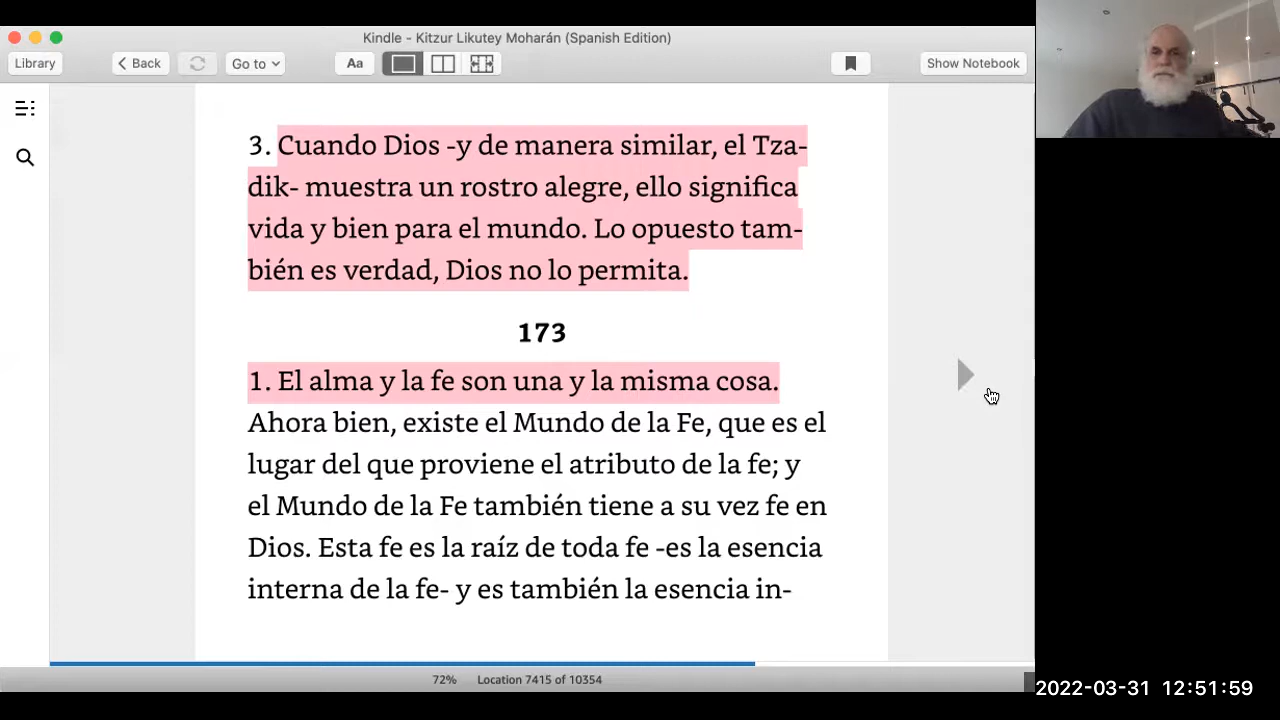 Kindle - Kitzur Likutey Moharán (Spanish Edition)
Library
Back
Go to
Aa
Show Notebook
3. Cuando Dios -y de manera similar, el Tza-
dik- muestra un rostro alegre, ello significa
vida y bien para el mundo. Lo opuesto tam-
bién es verdad, Dios no lo permita.
173
1. El alma y la fe son una y la misma cosa.
Ahora bien, existe el Mundo de la Fe, que es el
lugar del que proviene el atributo de la fe; y
el Mundo de la Fe también tiene a su vez fe en
Dios. Esta fe es la raíz de toda fe -es la esencia
interna de la fe- y es también la esencia in-
72%
Location 7415 of 10354
2022-03-31 12:51:59